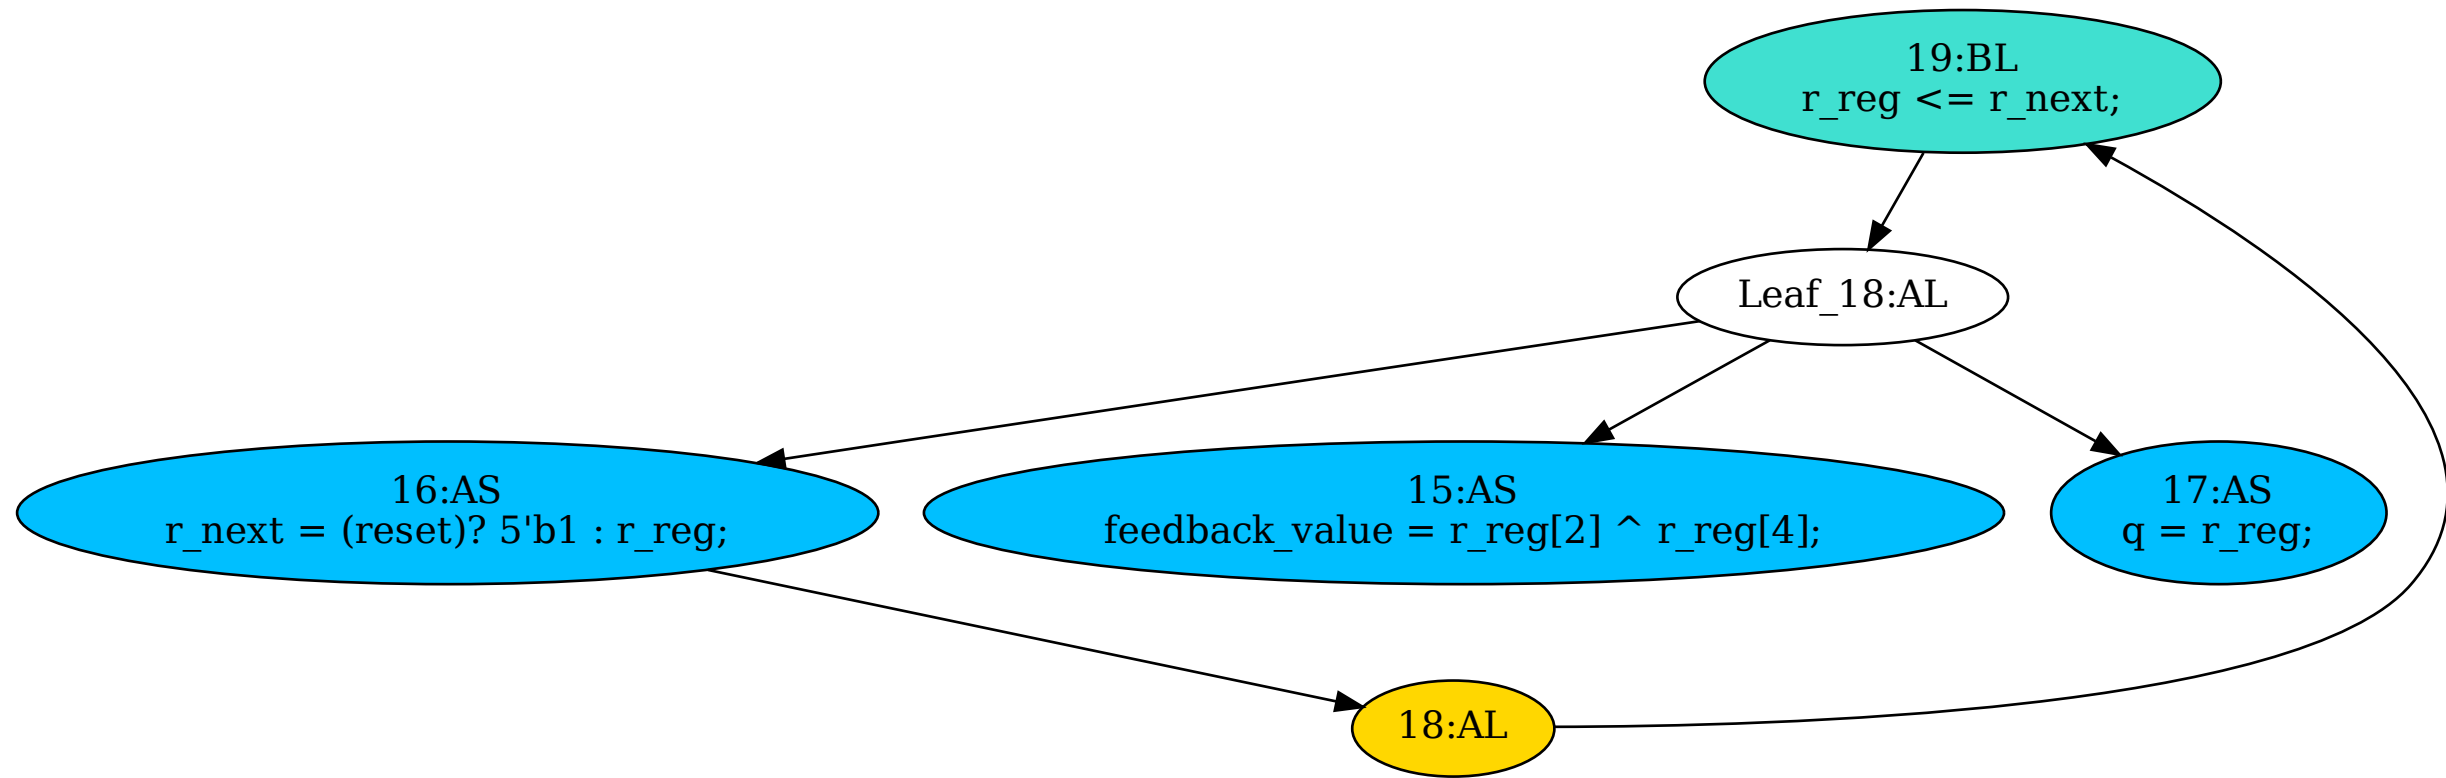 19:BL
r_reg <= r_next;
Leaf_18:AL
16:AS
r_next = (reset)? 5'b1 : r_reg;
15:AS
feedback_value = r_reg[2] ^ r_reg[4];
17:AS
q = r_reg;
18:AL